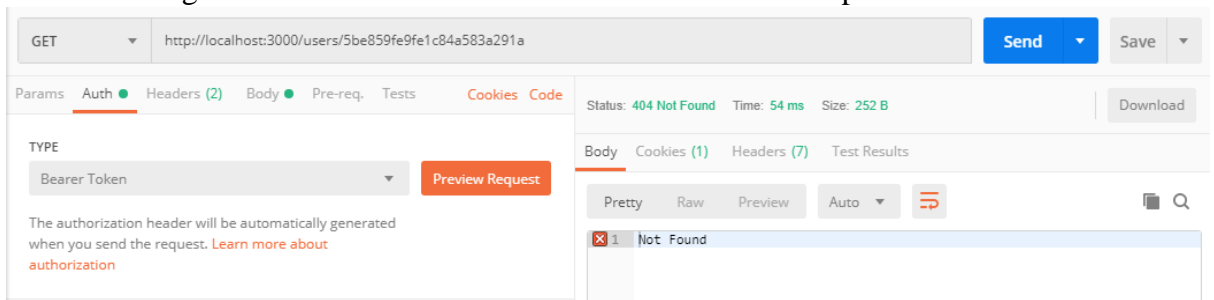 GET http://localhost:3000/users/5be859fe9fe1c84a583a291a Send Save
Params Auth Headers (2) Body Pre-req. Tests Cookies Code
Status: 404 Not Found Time: 54 ms Size: 252 B Download
TYPE
Bearer Token Preview Request
The authorization header will be automatically generated
when you send the request. Learn more about
authorization
Body Cookies (1) Headers (7) Test Results
Pretty Raw Preview Auto
1 Not Found